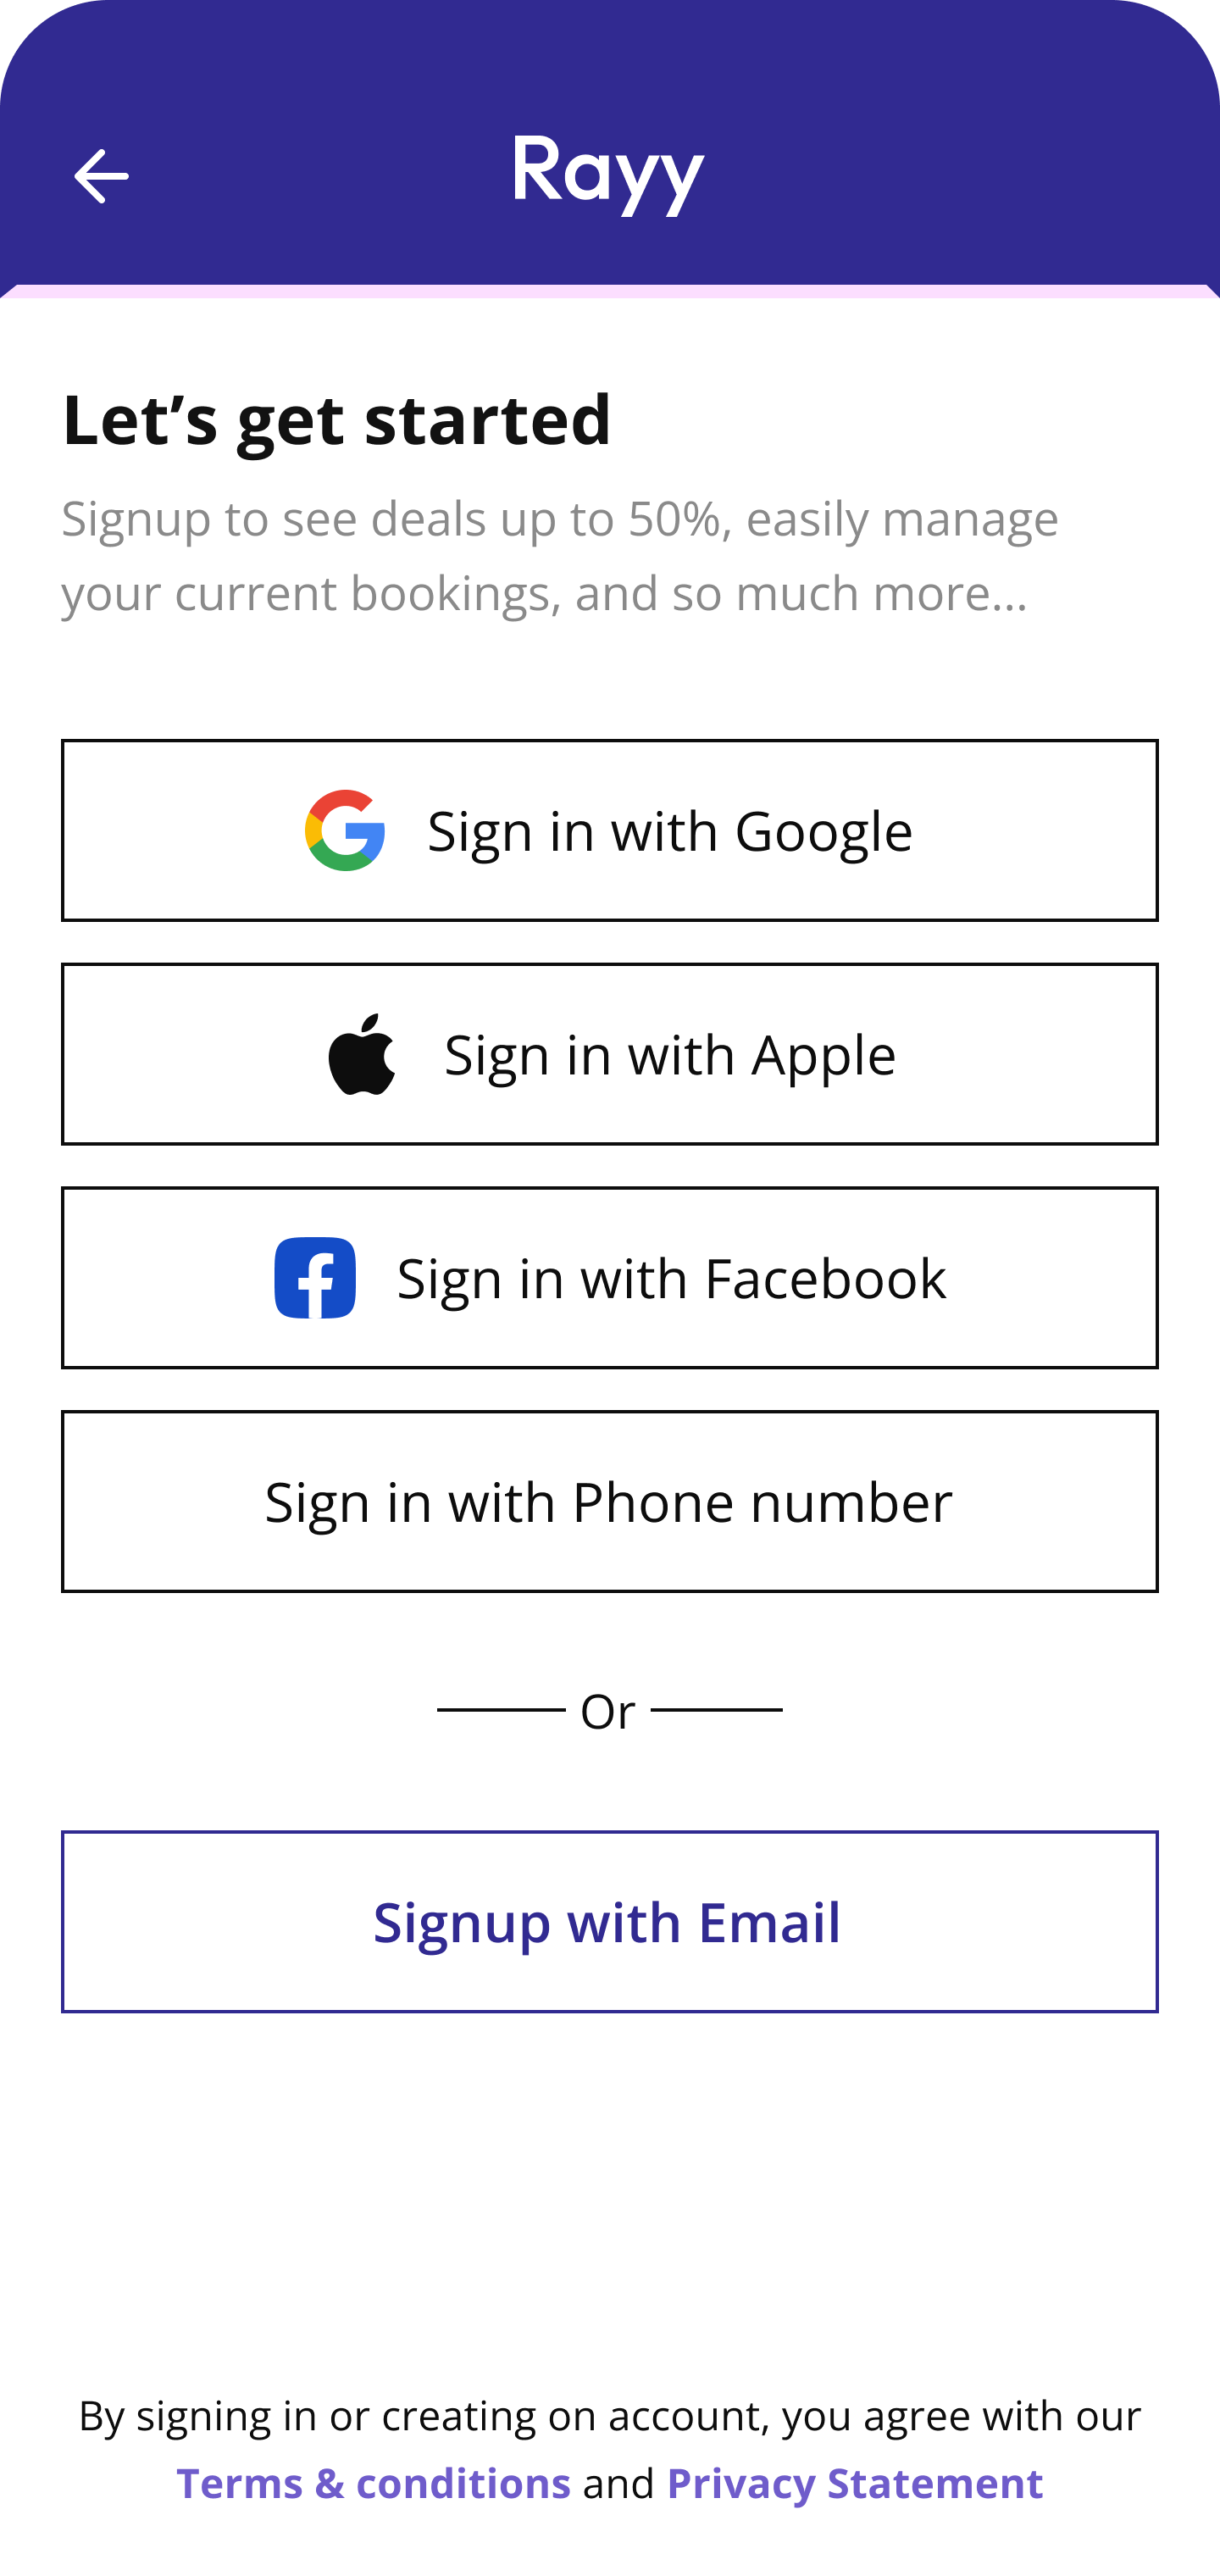 Rayy
Let’s get started
Signup to see deals up to 50%, easily manage
your current bookings, and so much more...
Sign in with Google
Sign in with Apple
Sign in with Facebook
Sign in with Phone number
Or
Signup with Email
By signing in or creating on account, you agree with our
Terms & conditions and Privacy Statement